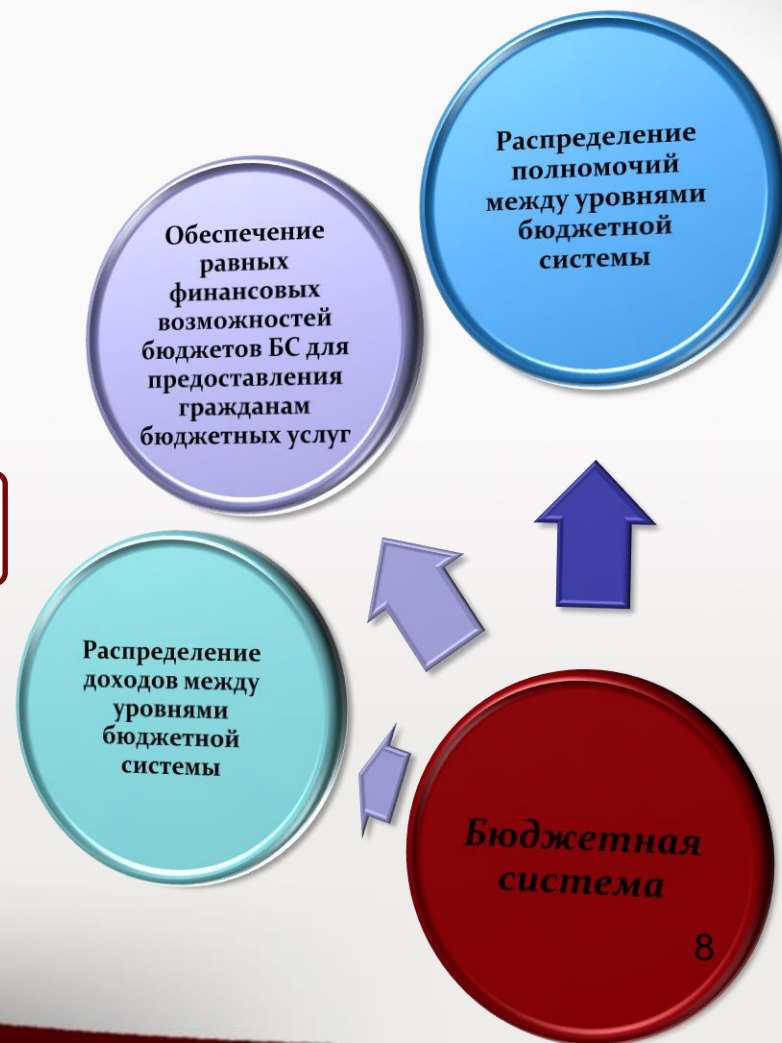 Распределение
полномочий
между уровнями
бюджетной
системы
Обеспечение
равных
финансовых
возможностей
бюджетов БС для
предоставления
гражданам
бюджетных услуг
Распределение
доходов между
уровнями
бюджетной
системы
Бюджетная
система
8